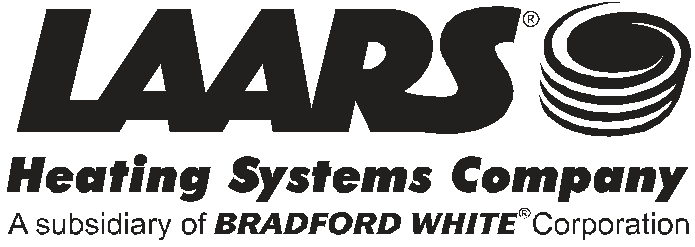 LAARS®
Heating Systems Company
A subsidiary of BRADFORD WHITE® Corporation